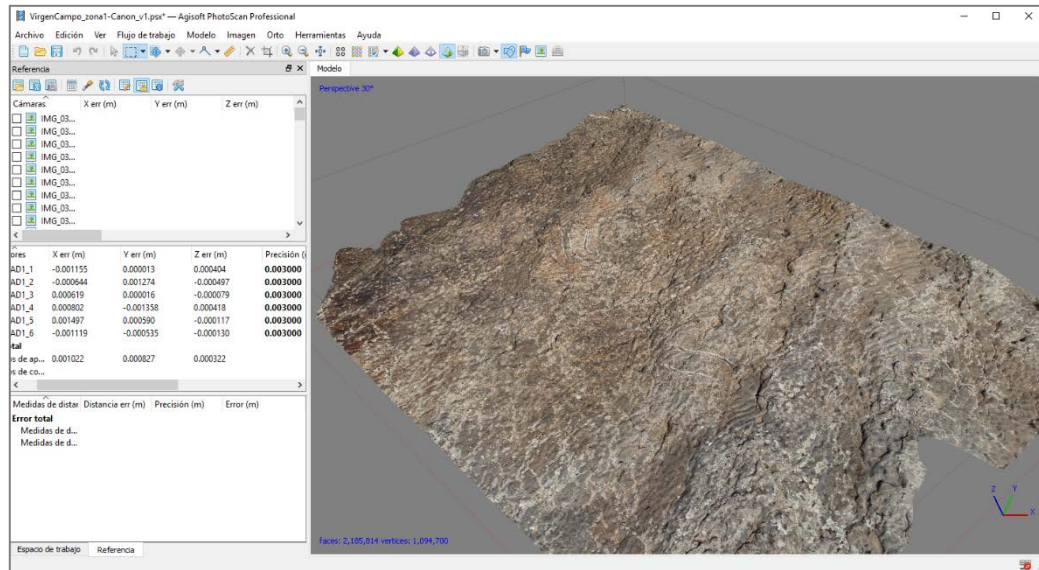 VirgenCampo_zona1-Canon_v1.psx* — Agisoft PhotoScan Professional
Archivo Edición Ver Flujo de trabajo Modelo Imagen Orto Herramientas Ayuda
Referencia
Modelo
Perspective 30°
Cámaras X err (m) Y err (m) Z err (m)
IMG_03...
IMG_03...
IMG_03...
IMG_03...
IMG_03...
IMG_03...
IMG_03...
IMG_03...
IMG_03...
ores X err (m) Y err (m) Z err (m) Precisión (
AD1_1 -0.001155 0.000013 0.000404 0.003000
AD1_2 -0.000644 0.001274 -0.000497 0.003000
AD1_3 0.000619 0.000016 -0.000079 0.003000
AD1_4 0.000802 -0.001358 0.000418 0.003000
AD1_5 0.001497 0.000590 -0.000117 0.003000
AD1_6 -0.001119 -0.000535 -0.000130 0.003000
tal
s de ap... 0.001022 0.000827 0.000322
s de co...
Medidas de distar Distancia err (m) Precisión (m) Error (m)
Error total
Medidas de d...
Medidas de d...
Z Y
X
Faces: 2,185,814 vertices: 1,094,700
Espacio de trabajo Referencia